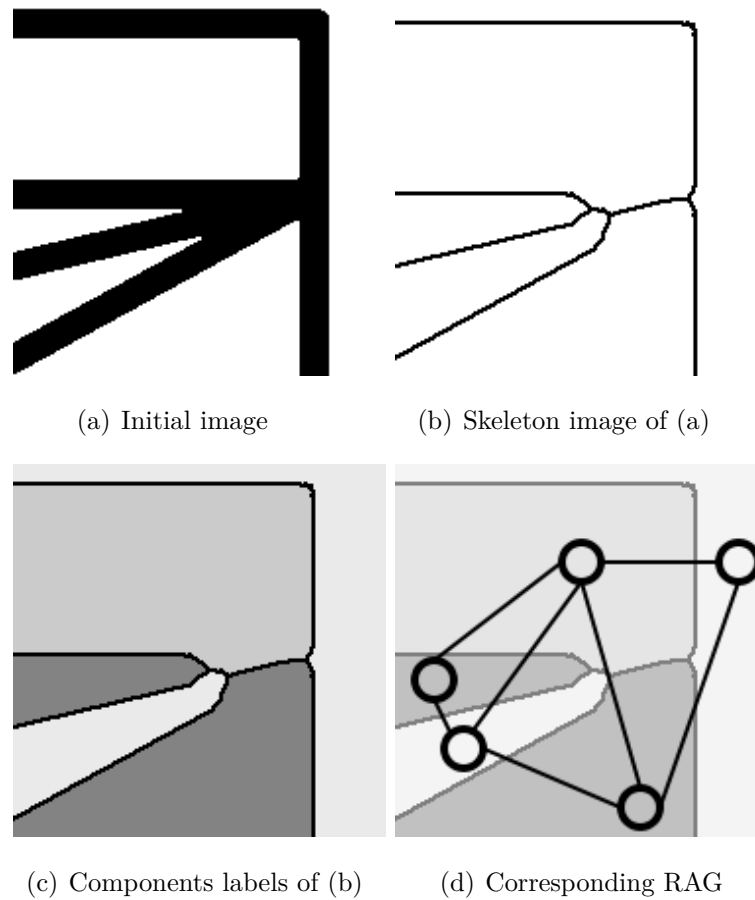 (a) Initial image
(b) Skeleton image of (a)
(c) Components labels of (b)
(d) Corresponding RAG